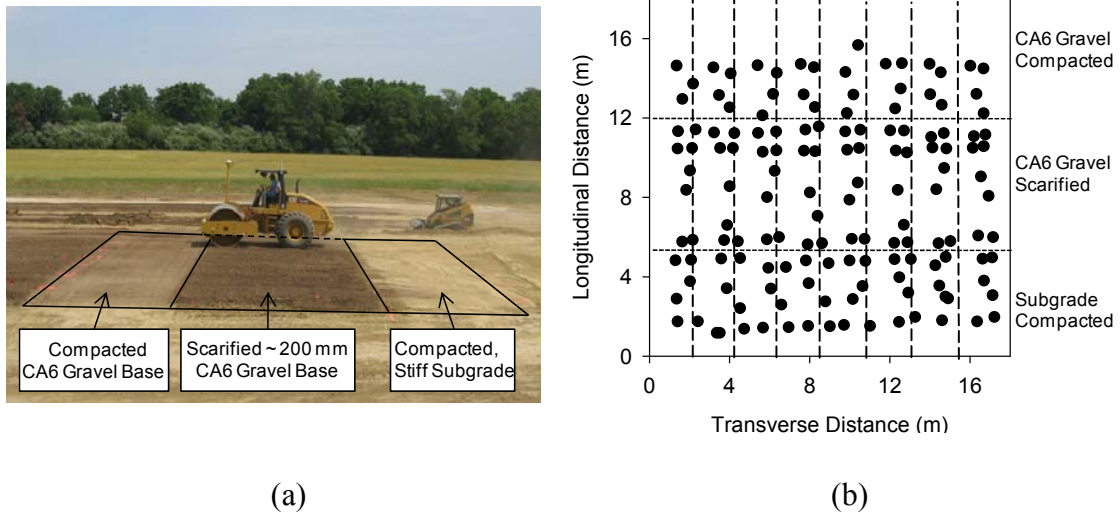 Compacted
CA6 Gravel Base
Scarified ~200 mm
CA6 Gravel Base
Compacted,
Stiff Subgrade
(a)
16
12
8
4
0
Longitudinal Distance (m)
0 4 8 12 16
Transverse Distance (m)
CA6 Gravel
Compacted
CA6 Gravel
Scarified
Subgrade
Compacted
(b)